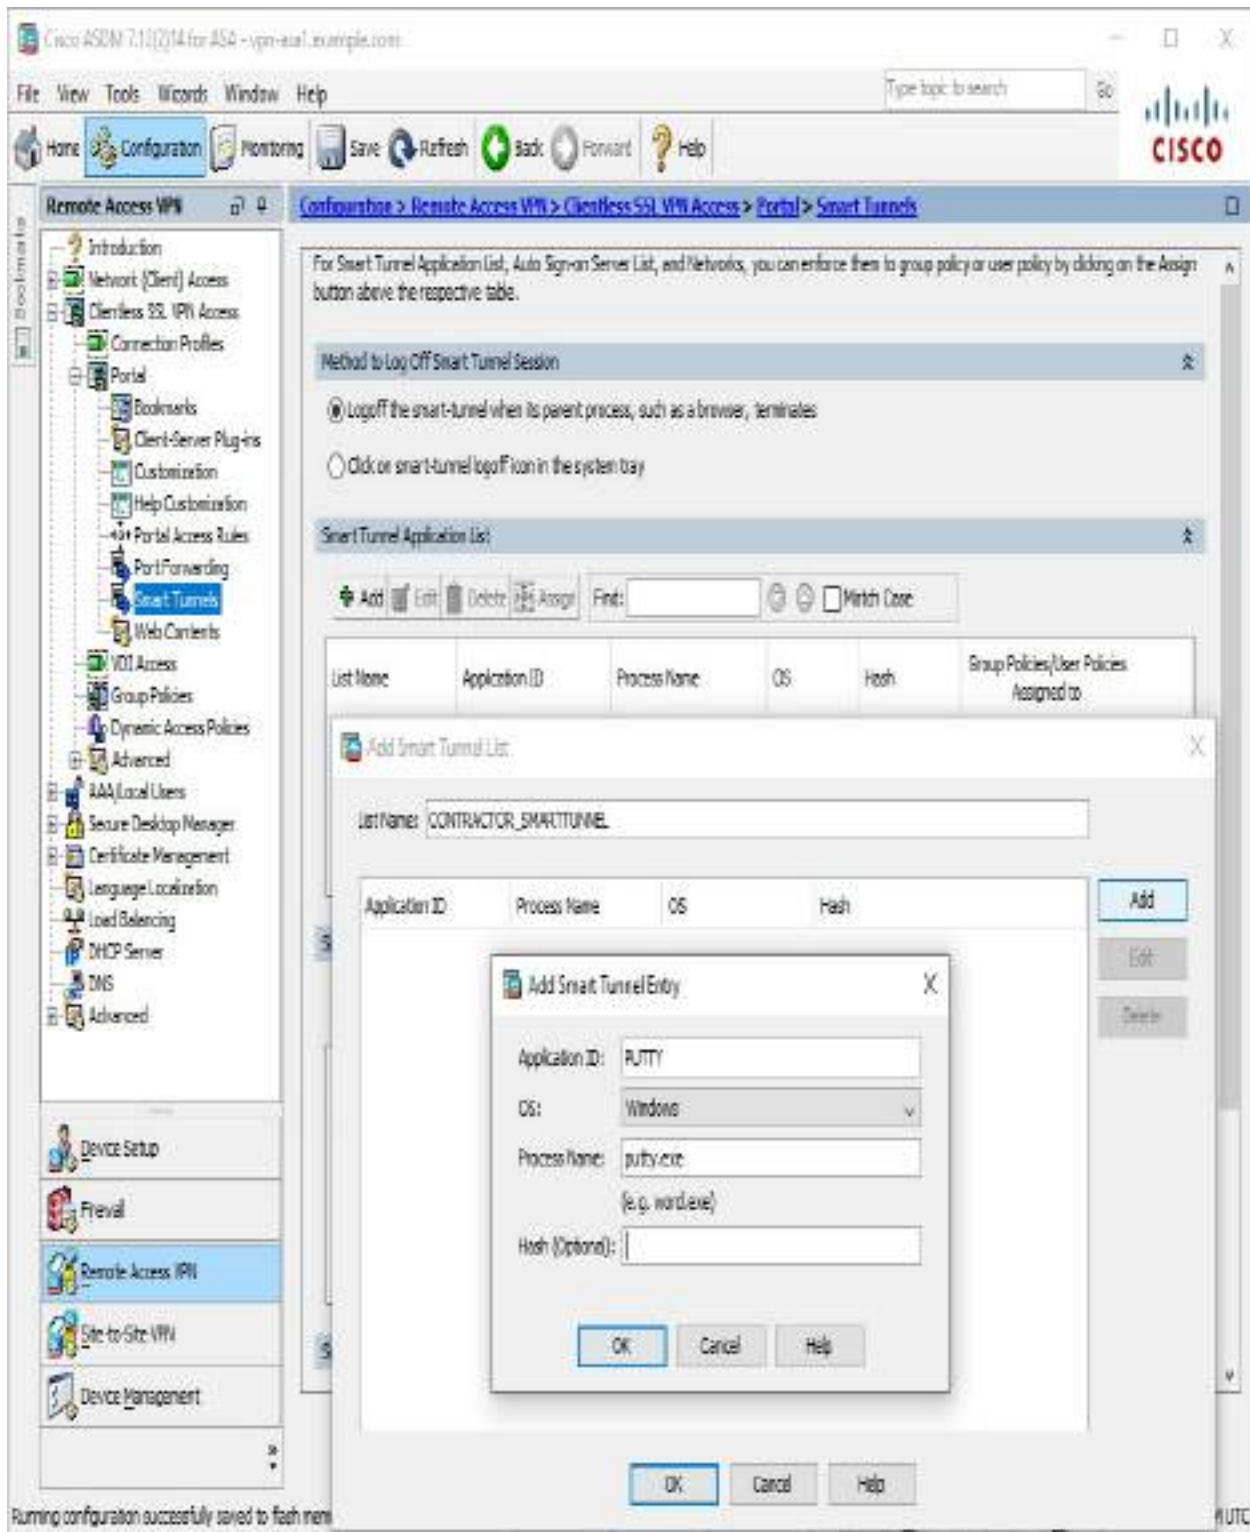 Cisco ASDM 7.12(2)14 for ASA - vpn-asa1.example.com
File View Tools Wizards Window Help
Type topic to search Go
CISCO
Home Configuration Monitoring Save Refresh Back Forward Help
Bookmarks
Remote Access VPN
Introduction
Network (Client) Access
Clientless SSL VPN Access
Connection Profiles
Portal
Bookmarks
Client-Server Plug-ins
Customization
Help Customization
Portal Access Rules
Port Forwarding
Smart Tunnels
Web Contents
VDI Access
Group Policies
Dynamic Access Policies
Advanced
AAA/Local Users
Secure Desktop Manager
Certificate Management
Language Localization
Load Balancing
DHCP Server
DNS
Advanced
Device Setup
Firewall
Remote Access VPN
Site-to-Site VPN
Device Management
Configuration > Remote Access VPN > Clientless SSL VPN Access > Portal > Smart Tunnels
For Smart Tunnel Application List, Auto Sign-on Server List, and Networks, you can enforce them to group policy or user policy by clicking on the Assign
button above the respective table.
Method to Log Off Smart Tunnel Session
Logoff the smart-tunnel when its parent process, such as a browser, terminates
Click on smart-tunnel logoff icon in the system tray
Smart Tunnel Application List
Add Edit Delete Assign Find: Match Case
List Name Application ID Process Name OS Hash Group Policies/User Policies
Assigned to
Add Smart Tunnel List
List Name: CONTRACTOR_SMARTTUNNEL
Application ID Process Name OS Hash
Add
Edit
Delete
Add Smart Tunnel Entry
Application ID: PUTTY
OS: Windows
Process Name: putty.exe
(e.g. word.exe)
Hash (Optional):
OK Cancel Help
OK Cancel Help
Running configuration successfully saved to flash mem
UTC